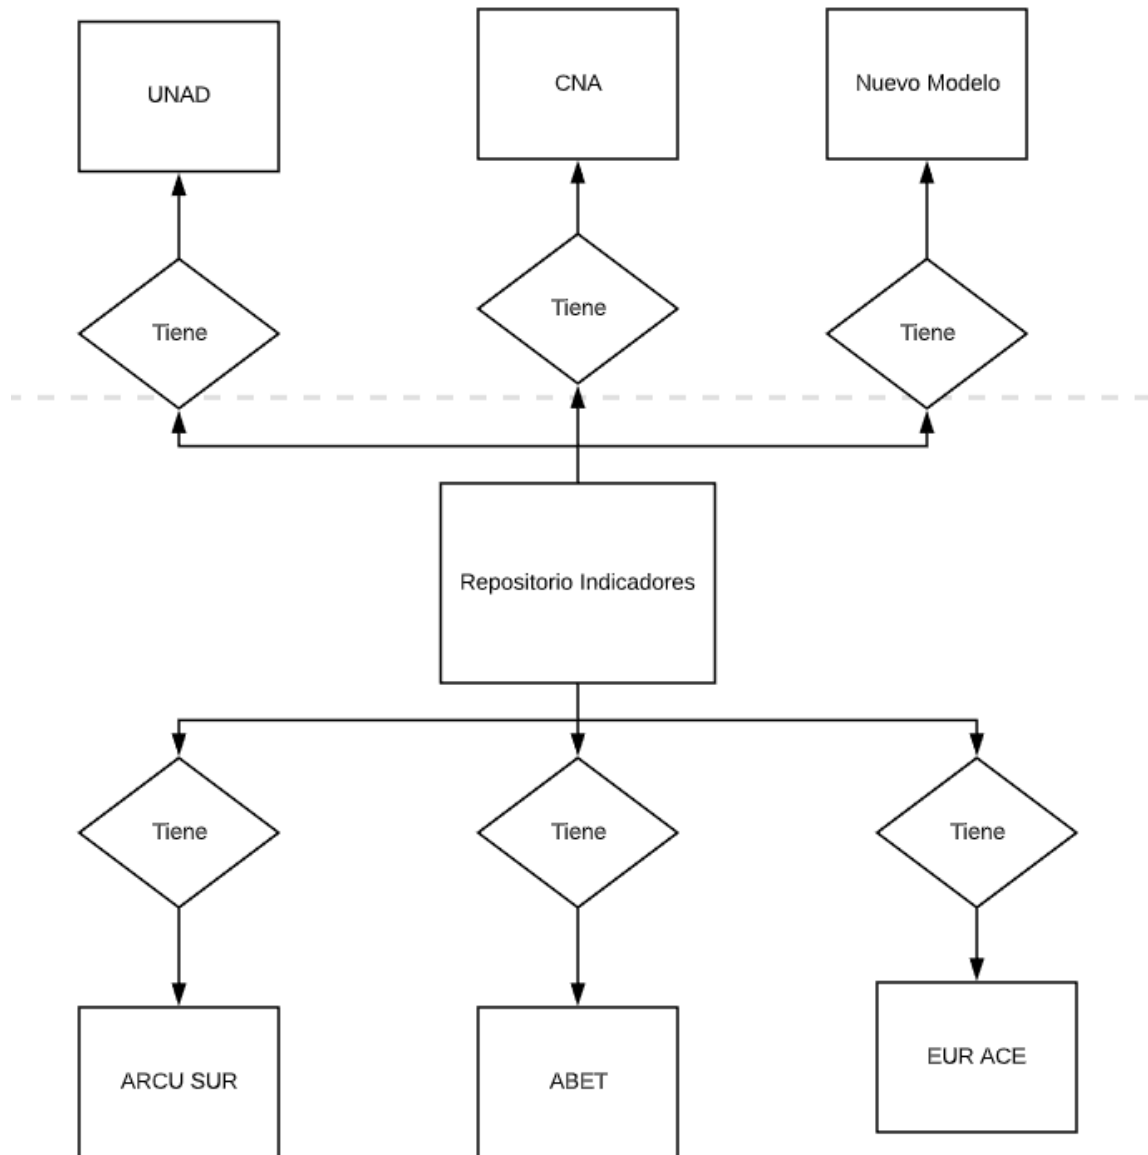 UNAD
CNA
Nuevo Modelo
Tiene
Tiene
Tiene
Repositorio Indicadores
Tiene
Tiene
Tiene
ARCU SUR
ABET
EUR ACE